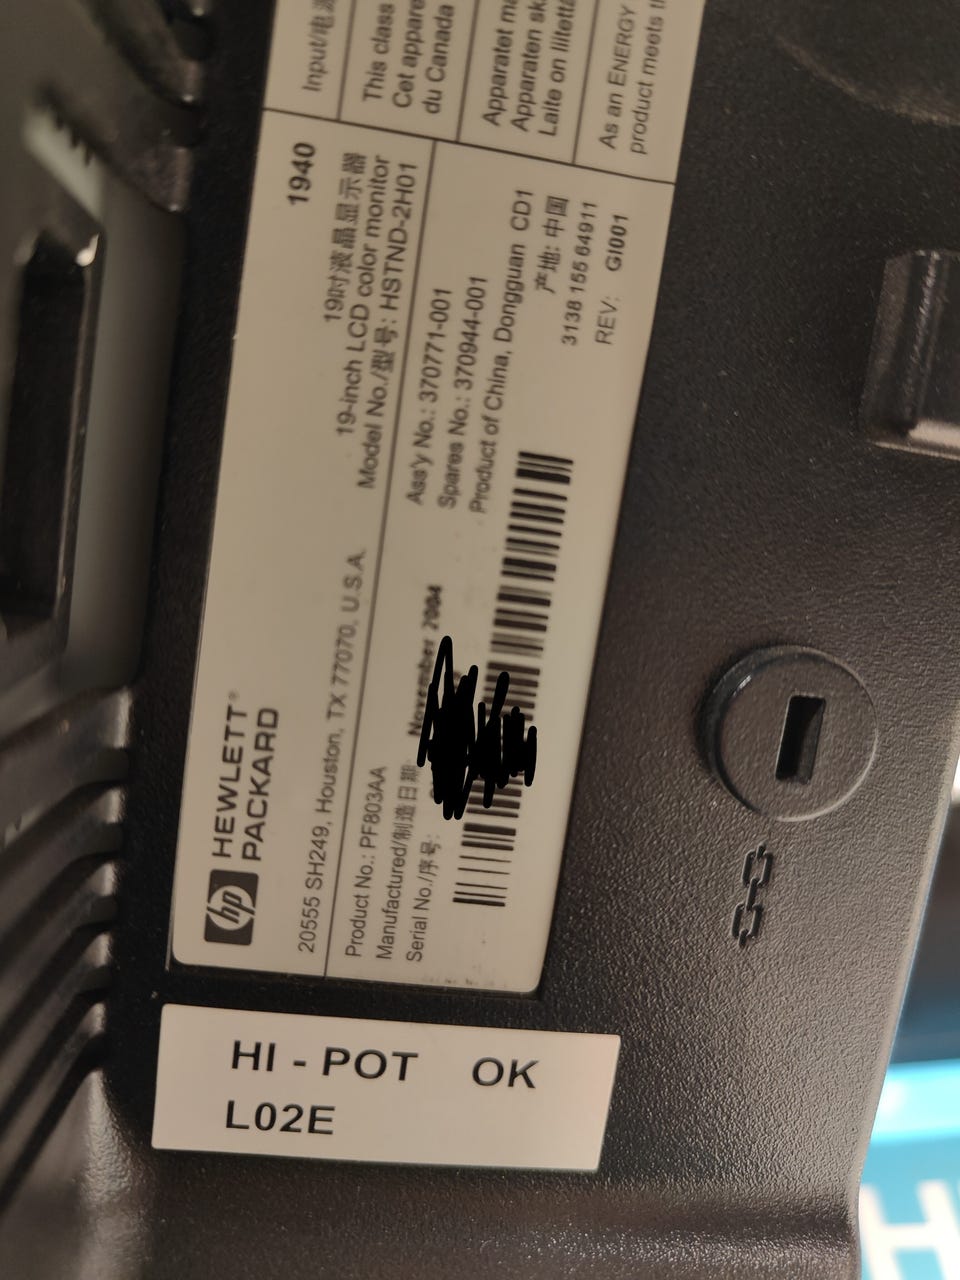 hp HEWLETT®
PACKARD
1940
19吋液晶显示器
19-inch LCD color monitor
20555 SH249, Houston, TX 77070, U.S.A.
Model No./型号: HSTND-2H01
Product No.: PF803AA
Manufactured/制造日期: November 2004
Serial No./序号:
Ass'y No.: 370771-001
Spares No.: 370944-001
Product of China, Dongguan CD1
产地: 中国
3138 155 64911
REV: GI001
Input/电源
This class
Cet appare
du Canada
Apparatet m
Apparaten sk
Laite on liitettä
As an ENERGY
product meets
HI - POT OK
L02E
H